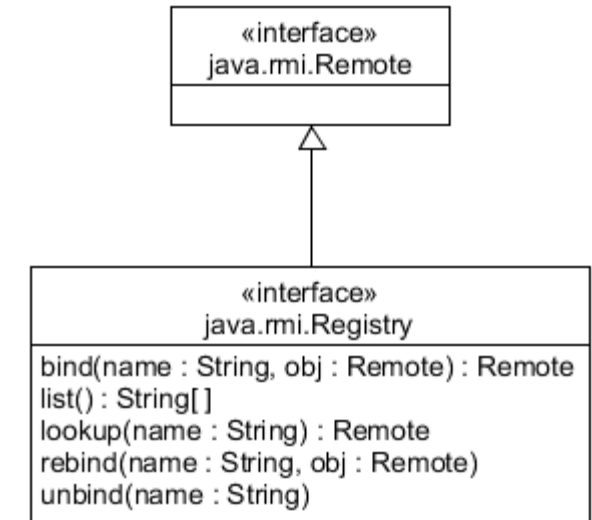 «interface»
java.rmi.Remote
«interface»
java.rmi.Registry
bind(name : String, obj : Remote) : Remote
list() : String[ ]
lookup(name : String) : Remote
rebind(name : String, obj : Remote)
unbind(name : String)